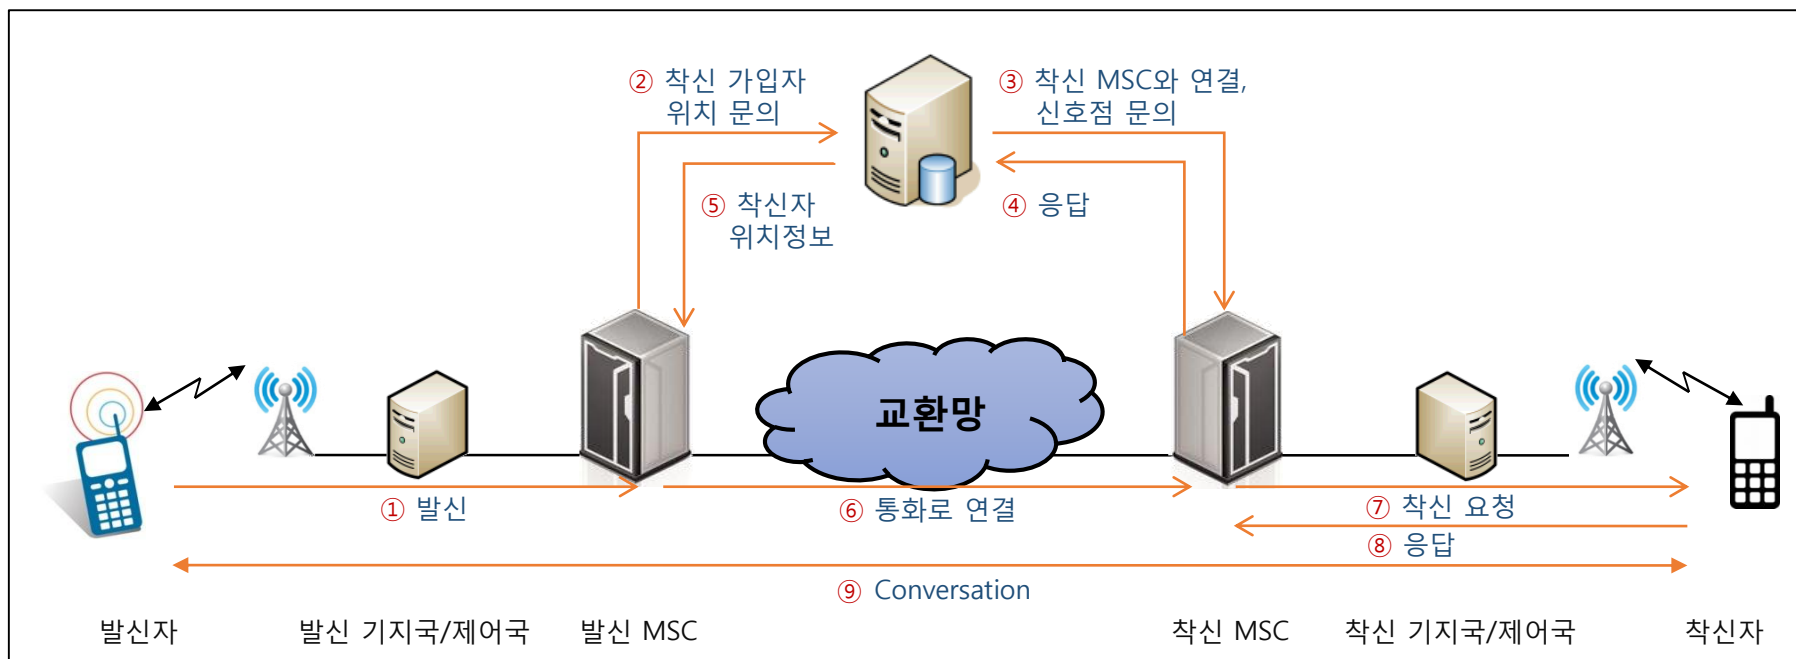 ② 착신 가입자
위치 문의
③ 착신 MSC와 연결,
신호점 문의
⑤ 착신자
위치정보
④ 응답
교환망
① 발신
⑥ 통화로 연결
⑦ 착신 요청
⑧ 응답
⑨ Conversation
발신자
발신 기지국/제어국
발신 MSC
착신 MSC
착신 기지국/제어국
착신자